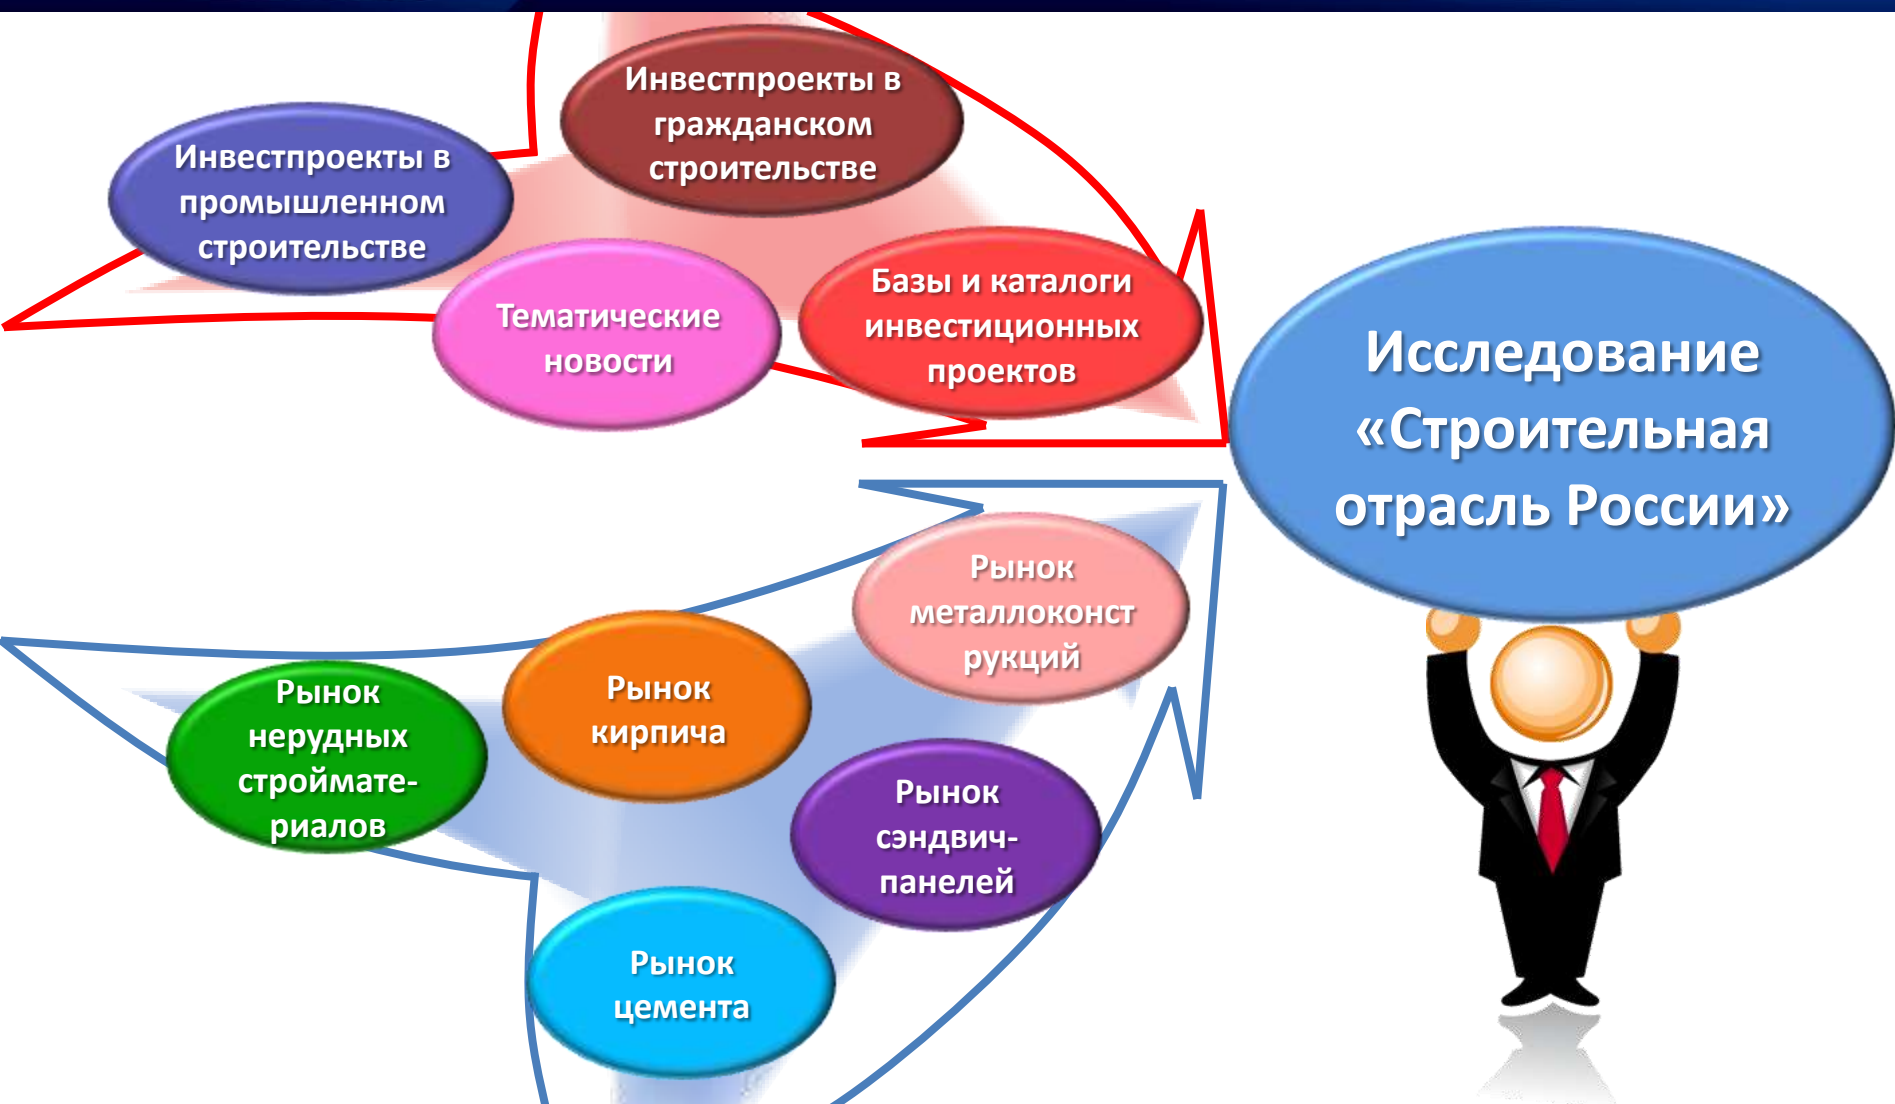 Инвестпроекты в
гражданском
строительстве
Инвестпроекты в
промышленном
строительстве
Тематические
новости
Базы и каталоги
инвестиционных
проектов
Исследование
«Строительная
отрасль России»
Рынок
металлоконст
рукций
Рынок
кирпича
Рынок
нерудных
строймате-
риалов
Рынок
сэндвич-
панелей
Рынок
цемента